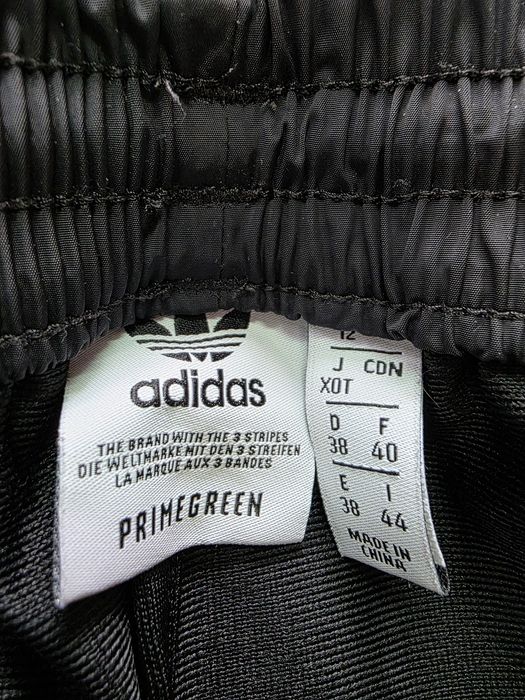 adidas
THE BRAND WITH THE 3 STRIPES
DIE WELTMARKE MIT DEN 3 STREIFEN
LA MARQUE AUX 3 BANDES
PRIMEGREEN
12
J CDN
XOT
D F
38 40
E I
38 44
MADE IN
CHINA